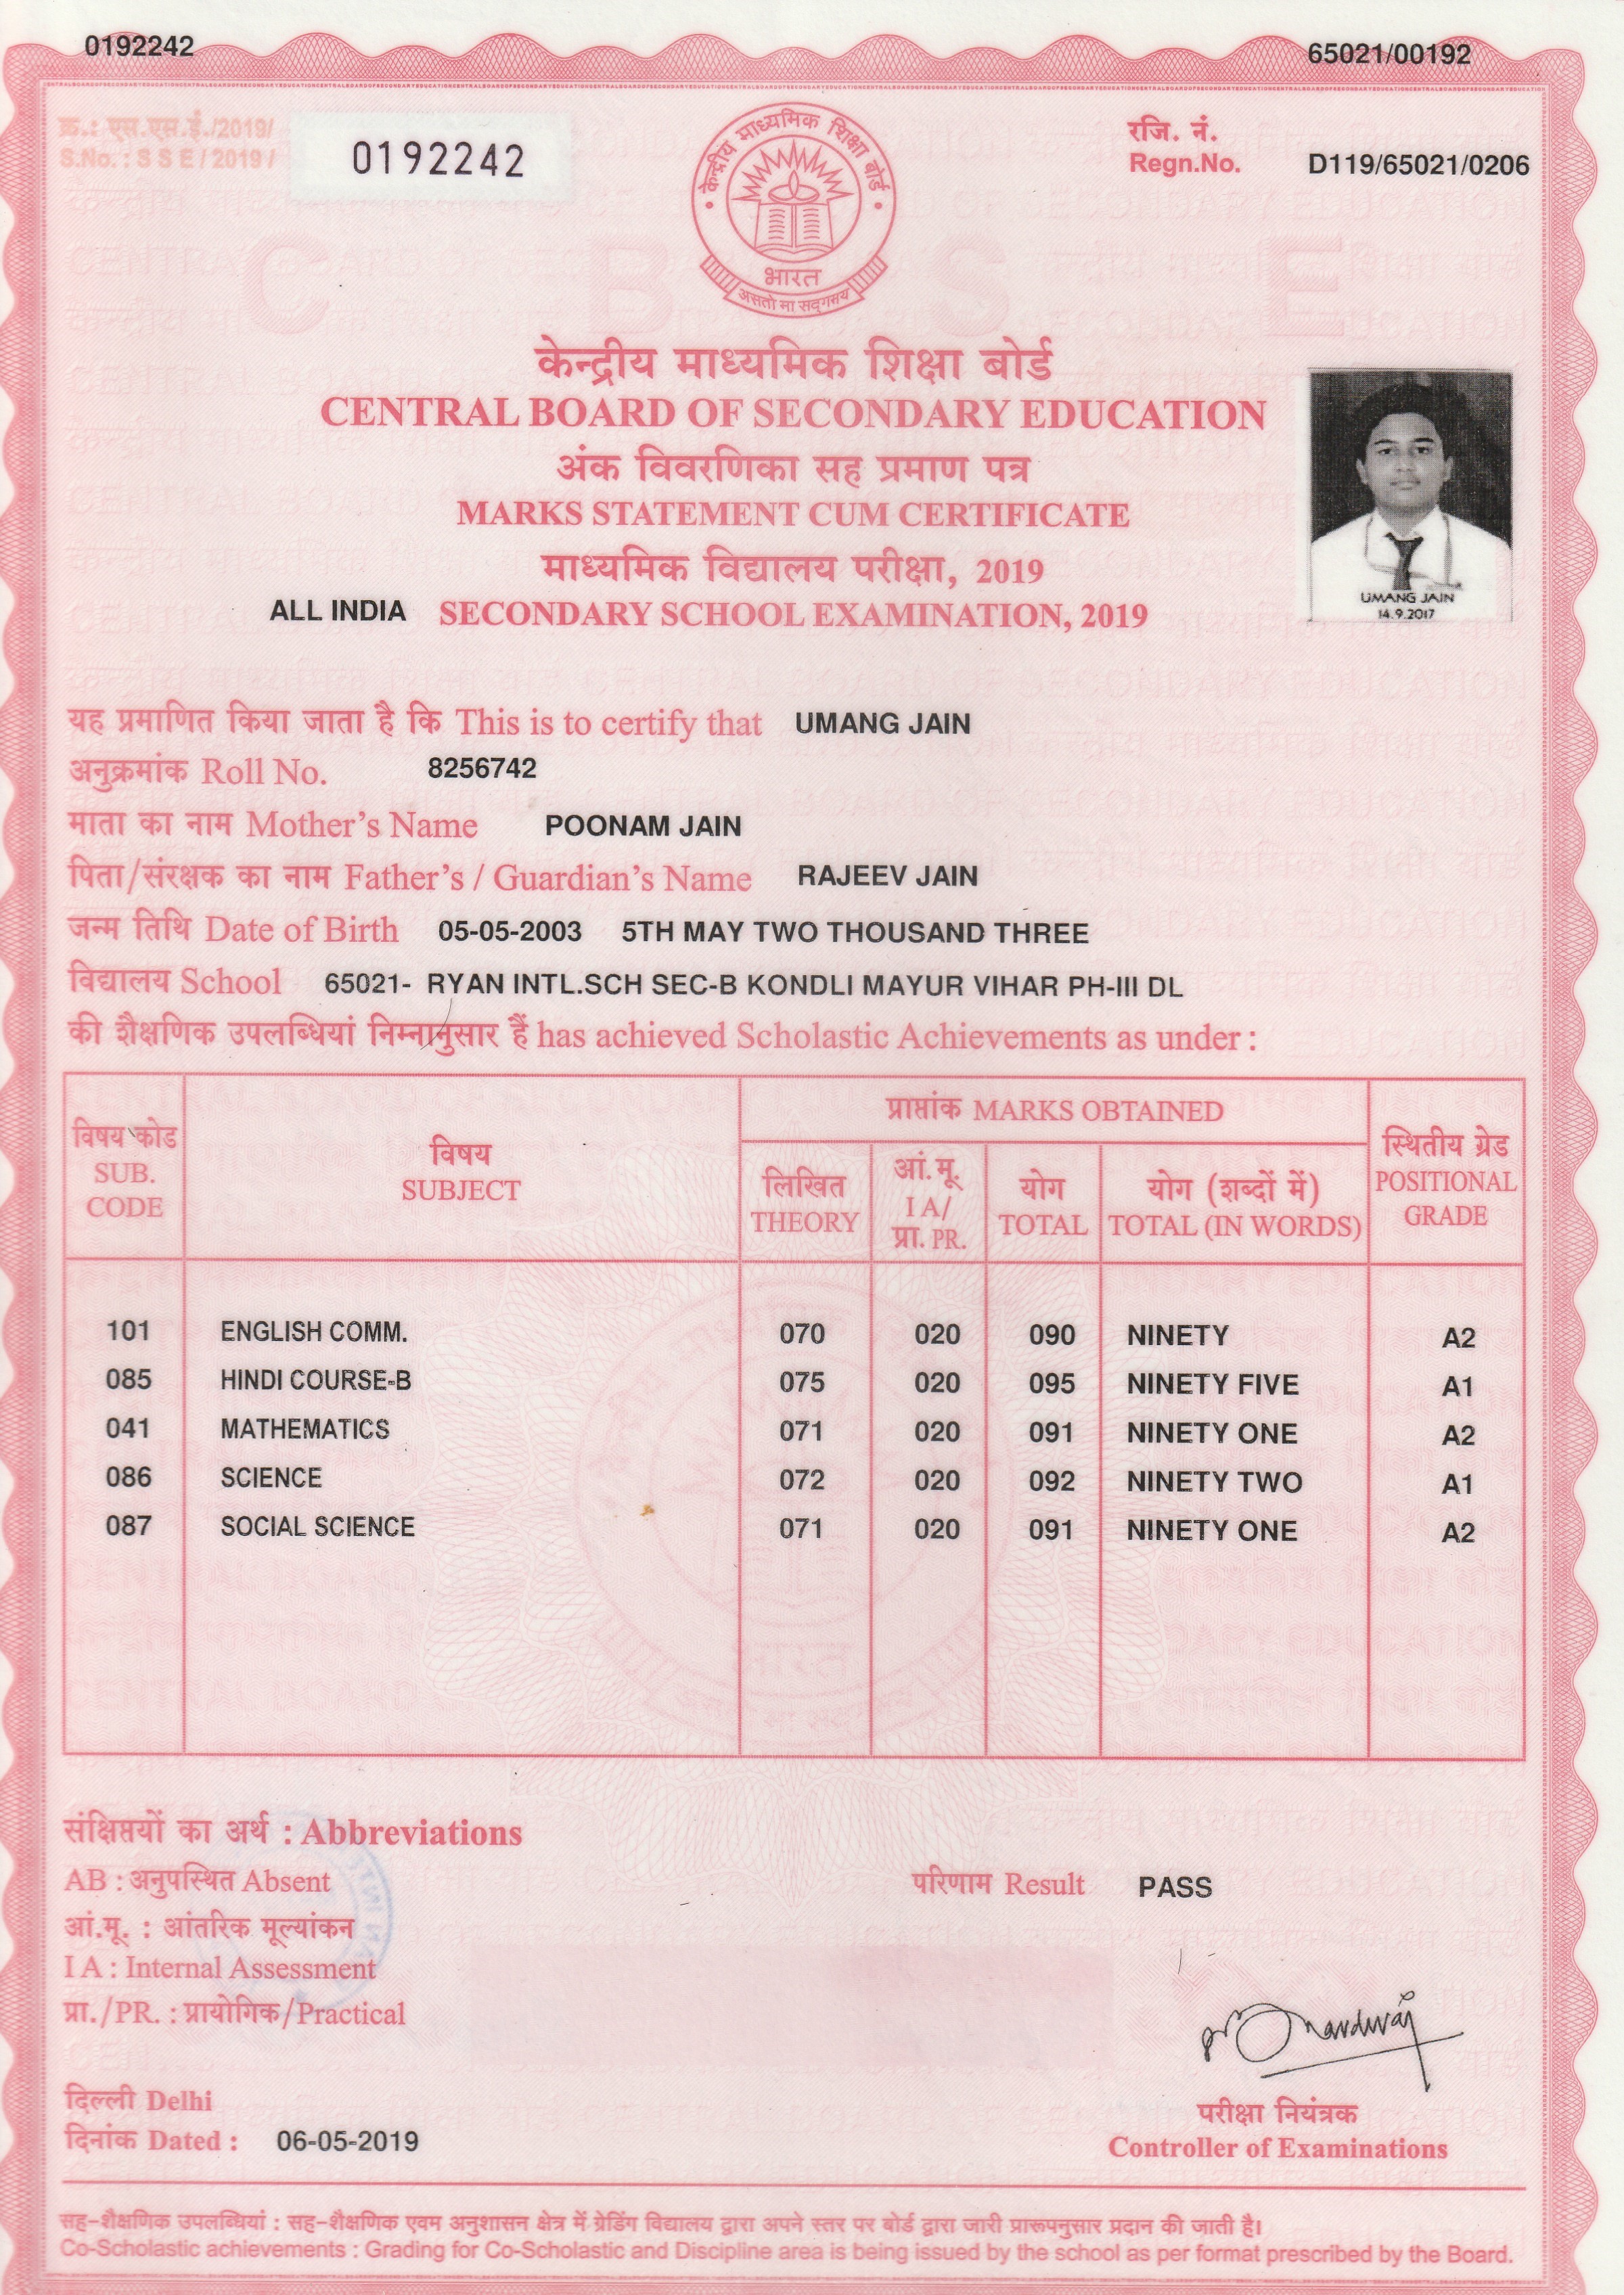 0192242
65021/00192
क्र.: एस.एस.ई./2019/
S.No. : S S E / 2019 /
0192242
केन्द्रीय माध्यमिक शिक्षा बोर्ड
भारत
असतो मा सद्गमय
रजि. नं.
Regn.No.
D119/65021/0206
C B S E
केन्द्रीय माध्यमिक शिक्षा बोर्ड
CENTRAL BOARD OF SECONDARY EDUCATION
अंक विवरणिका सह प्रमाण पत्र
MARKS STATEMENT CUM CERTIFICATE
माध्यमिक विद्यालय परीक्षा, 2019
ALL INDIA SECONDARY SCHOOL EXAMINATION, 2019
UMANG JAIN
14.9.2017
यह प्रमाणित किया जाता है कि This is to certify that UMANG JAIN
अनुक्रमांक Roll No. 8256742
माता का नाम Mother's Name POONAM JAIN
पिता/संरक्षक का नाम Father's / Guardian's Name RAJEEV JAIN
जन्म तिथि Date of Birth 05-05-2003 5TH MAY TWO THOUSAND THREE
विद्यालय School 65021- RYAN INTL.SCH SEC-B KONDLI MAYUR VIHAR PH-III DL
की शैक्षणिक उपलब्धियां निम्नानुसार हैं has achieved Scholastic Achievements as under :
विषय कोड
SUB.
CODE
विषय
SUBJECT
प्राप्तांक MARKS OBTAINED
लिखित
THEORY
आं.मू.
I A/
प्रा. PR.
योग
TOTAL
योग (शब्दों में)
TOTAL (IN WORDS)
स्थितीय ग्रेड
POSITIONAL
GRADE
101 ENGLISH COMM. 070 020 090 NINETY A2
085 HINDI COURSE-B 075 020 095 NINETY FIVE A1
041 MATHEMATICS 071 020 091 NINETY ONE A2
086 SCIENCE 072 020 092 NINETY TWO A1
087 SOCIAL SCIENCE 071 020 091 NINETY ONE A2
संक्षिप्तयों का अर्थ : Abbreviations
AB : अनुपस्थित Absent
परिणाम Result PASS
आं.मू. : आंतरिक मूल्यांकन
I A : Internal Assessment
प्रा./PR. : प्रायोगिक/Practical
दिल्ली Delhi
दिनांक Dated : 06-05-2019
परीक्षा नियंत्रक
Controller of Examinations
सह-शैक्षणिक उपलब्धियां : सह-शैक्षणिक एवम अनुशासन क्षेत्र में ग्रेडिंग विद्यालय द्वारा अपने स्तर पर बोर्ड द्वारा जारी प्रारूपनुसार प्रदान की जाती है।
Co-Scholastic achievements : Grading for Co-Scholastic and Discipline area is being issued by the school as per format prescribed by the Board.